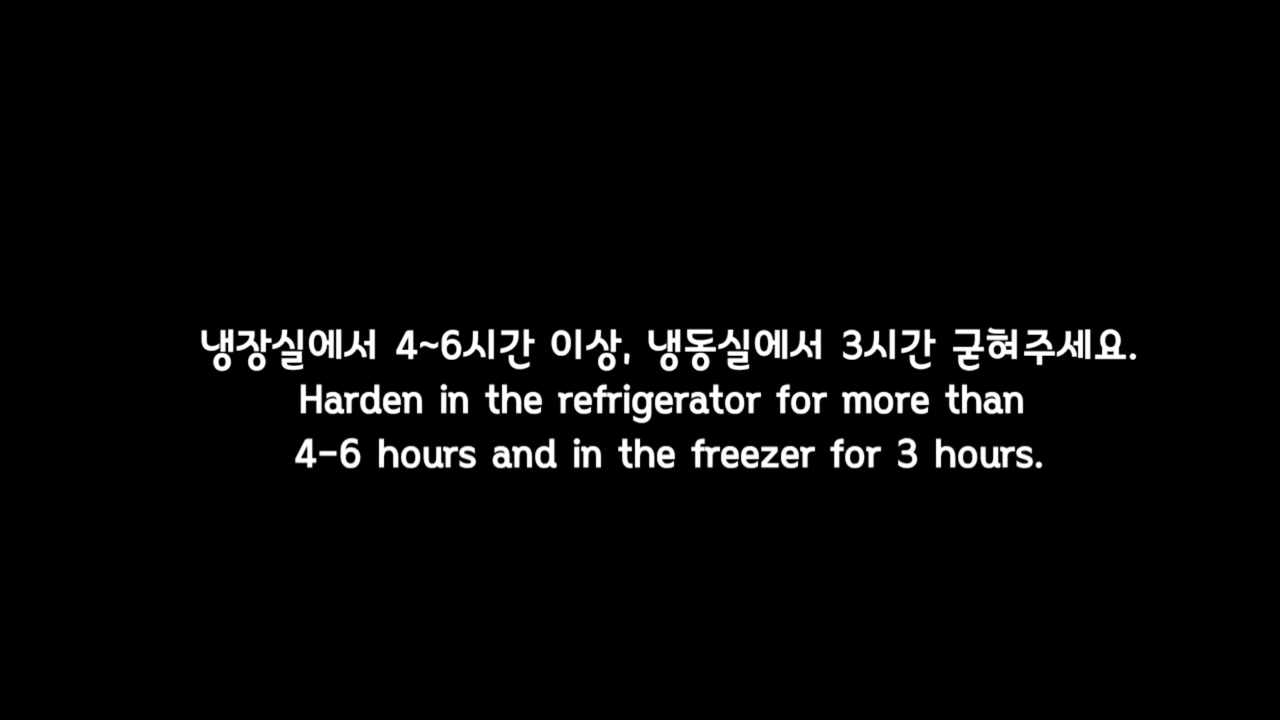 냉장실에서 4~6시간 이상, 냉동실에서 3시간 굳혀주세요.
Harden in the refrigerator for more than
4-6 hours and in the freezer for 3 hours.